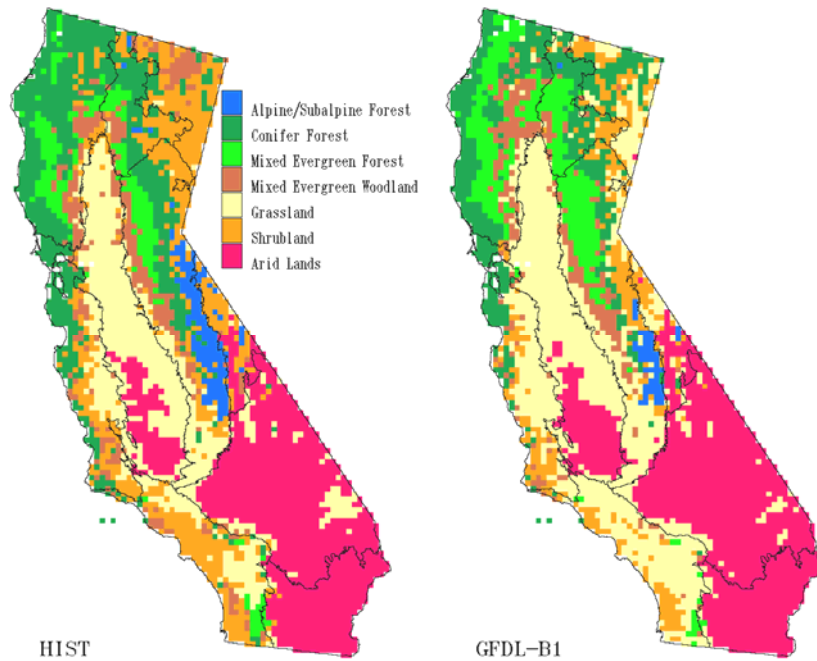 Alpine/Subalpine Forest
Conifer Forest
Mixed Evergreen Forest
Mixed Evergreen Woodland
Grassland
Shrubland
Arid Lands
HIST
GFDL-B1